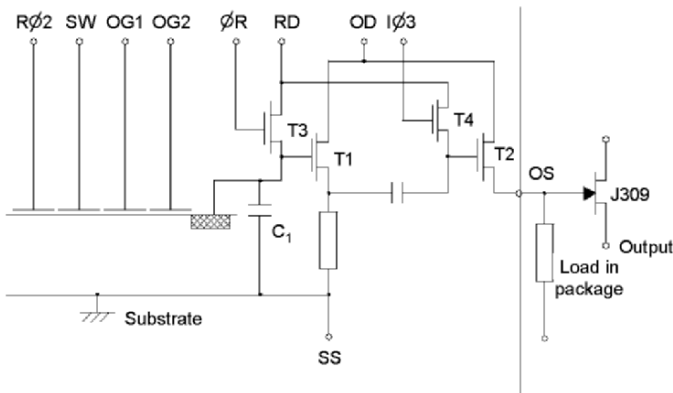 RØ2 SW OG1 OG2 ØR RD OD IØ3
T3
T4
T1
T2
OS
J309
C1
Output
Load in
package
Substrate
SS